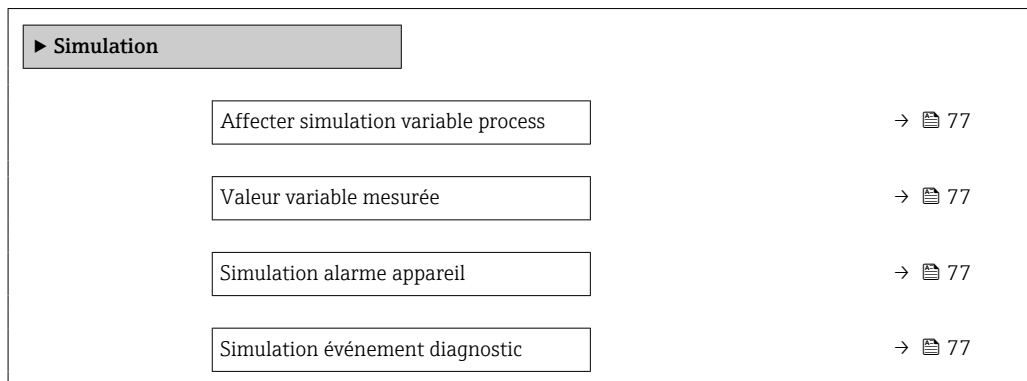 ▶ Simulation
Affecter simulation variable process → 77
Valeur variable mesurée → 77
Simulation alarme appareil → 77
Simulation événement diagnostic → 77